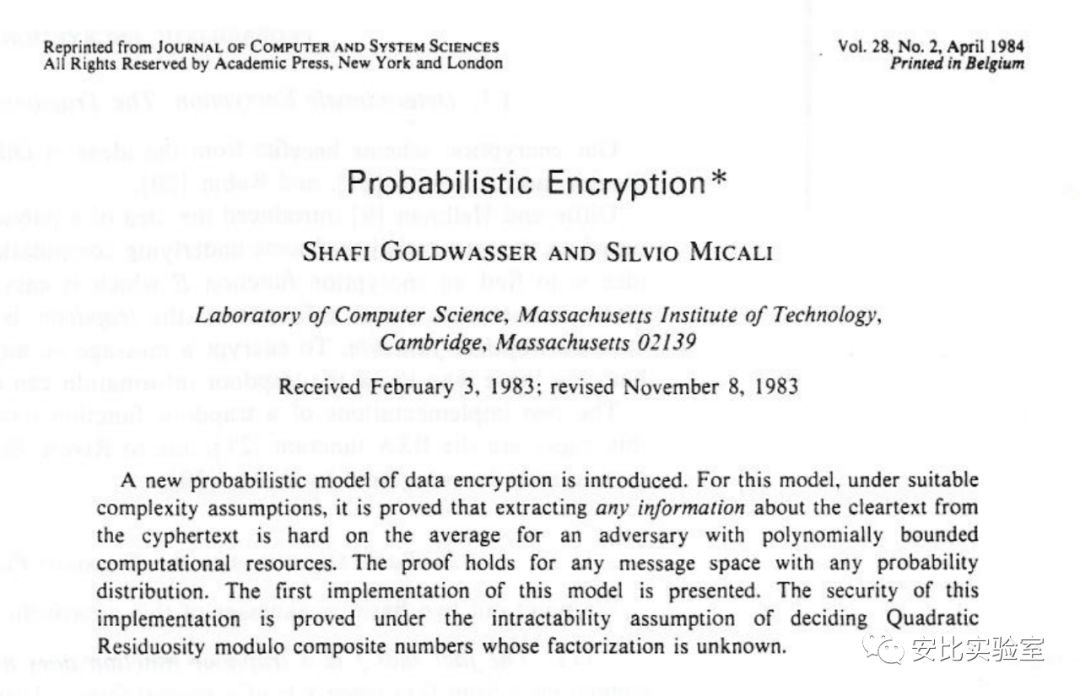 Reprinted from JOURNAL OF COMPUTER AND SYSTEM SCIENCES
All Rights Reserved by Academic Press, New York and London
Vol. 28, No. 2, April 1984
Printed in Belgium
Probabilistic Encryption*
SHAFI GOLDWASSER AND SILVIO MICALI
Laboratory of Computer Science, Massachusetts Institute of Technology,
Cambridge, Massachusetts 02139
Received February 3, 1983; revised November 8, 1983
A new probabilistic model of data encryption is introduced. For this model, under suitable
complexity assumptions, it is proved that extracting any information about the cleartext from
the cyphertext is hard on the average for an adversary with polynomially bounded
computational resources. The proof holds for any message space with any probability
distribution. The first implementation of this model is presented. The security of this
implementation is proved under the intractability assumption of deciding Quadratic
Residuosity modulo composite numbers whose factorization is unknown.
安比实验室